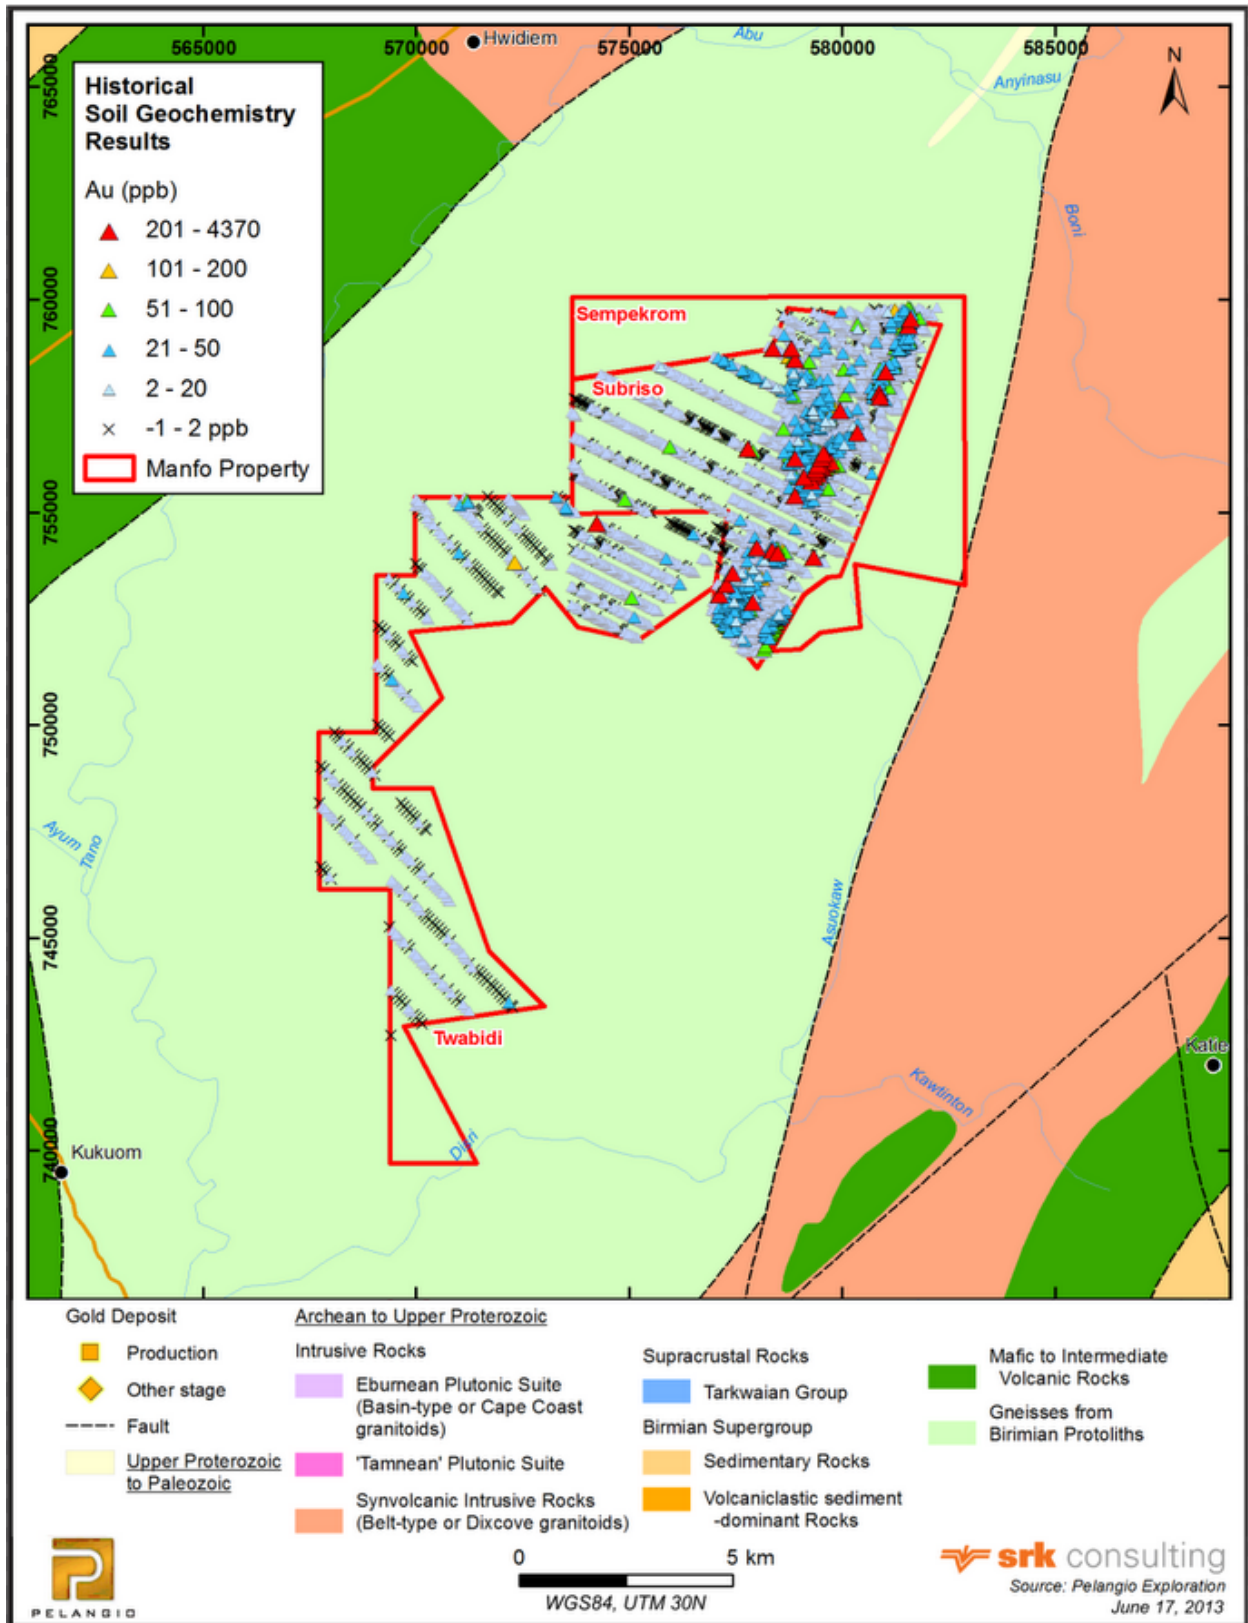 565000
570000
575000
580000
585000
Hwidiem
Abu
Anyinasu
N
765000
760000
755000
750000
745000
740000
Historical
Soil Geochemistry
Results
Au (ppb)
201 - 4370
101 - 200
51 - 100
21 - 50
2 - 20
-1 - 2 ppb
Manfo Property
Boni
Sempekrom
Subriso
Ayum
Tano
Asuokaw
Twabidi
Katie
Kawtinton
Disri
Kukuom
Gold Deposit
Production
Other stage
Fault
Upper Proterozoic
to Paleozoic
Archean to Upper Proterozoic
Intrusive Rocks
Eburnean Plutonic Suite
(Basin-type or Cape Coast
granitoids)
'Tamnean' Plutonic Suite
Synvolcanic Intrusive Rocks
(Belt-type or Dixcove granitoids)
Supracrustal Rocks
Tarkwaian Group
Birmian Supergroup
Sedimentary Rocks
Volcaniclastic sediment
-dominant Rocks
Mafic to Intermediate
Volcanic Rocks
Gneisses from
Birimian Protoliths
PELANGIO
0 5 km
WGS84, UTM 30N
srk consulting
Source: Pelangio Exploration
June 17, 2013